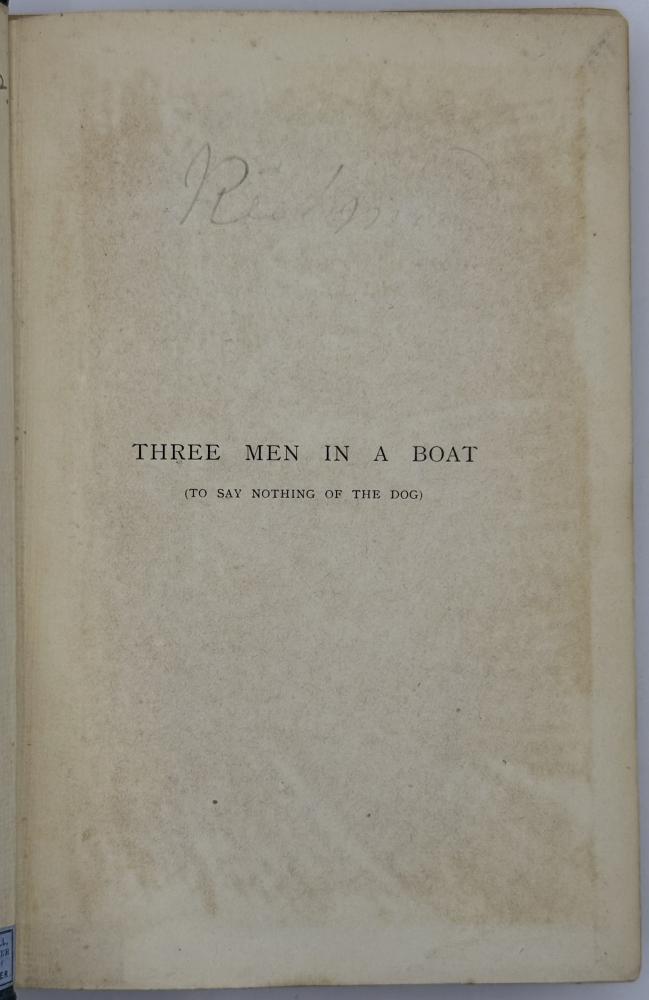 THREE MEN IN A BOAT
(TO SAY NOTHING OF THE DOG)